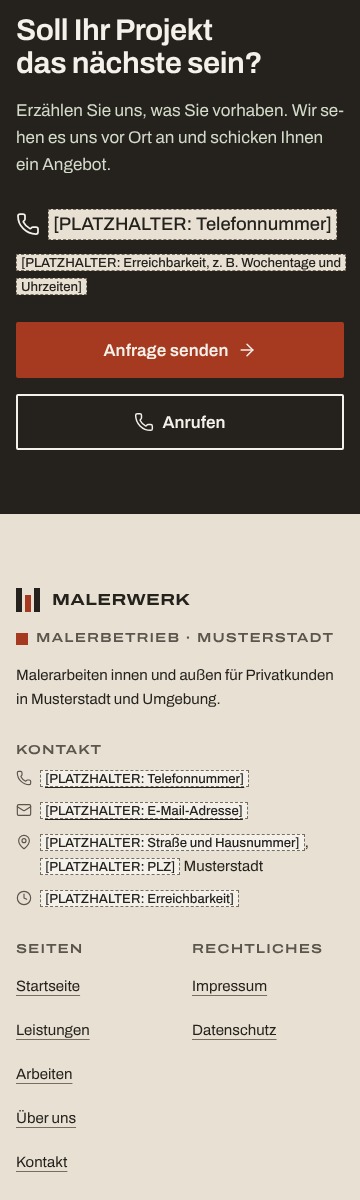 Soll Ihr Projekt
das nächste sein?
Erzählen Sie uns, was Sie vorhaben. Wir se-
hen es uns vor Ort an und schicken Ihnen
ein Angebot.
[PLATZHALTER: Telefonnummer]
[PLATZHALTER: Erreichbarkeit, z. B. Wochentage und
Uhrzeiten]
Anfrage senden →
Anrufen
MALERWERK
MALERBETRIEB · MUSTERSTADT
Malerarbeiten innen und außen für Privatkunden
in Musterstadt und Umgebung.
KONTAKT
[PLATZHALTER: Telefonnummer]
[PLATZHALTER: E-Mail-Adresse]
[PLATZHALTER: Straße und Hausnummer],
[PLATZHALTER: PLZ] Musterstadt
[PLATZHALTER: Erreichbarkeit]
SEITEN
Startseite
Leistungen
Arbeiten
Über uns
Kontakt
RECHTLICHES
Impressum
Datenschutz